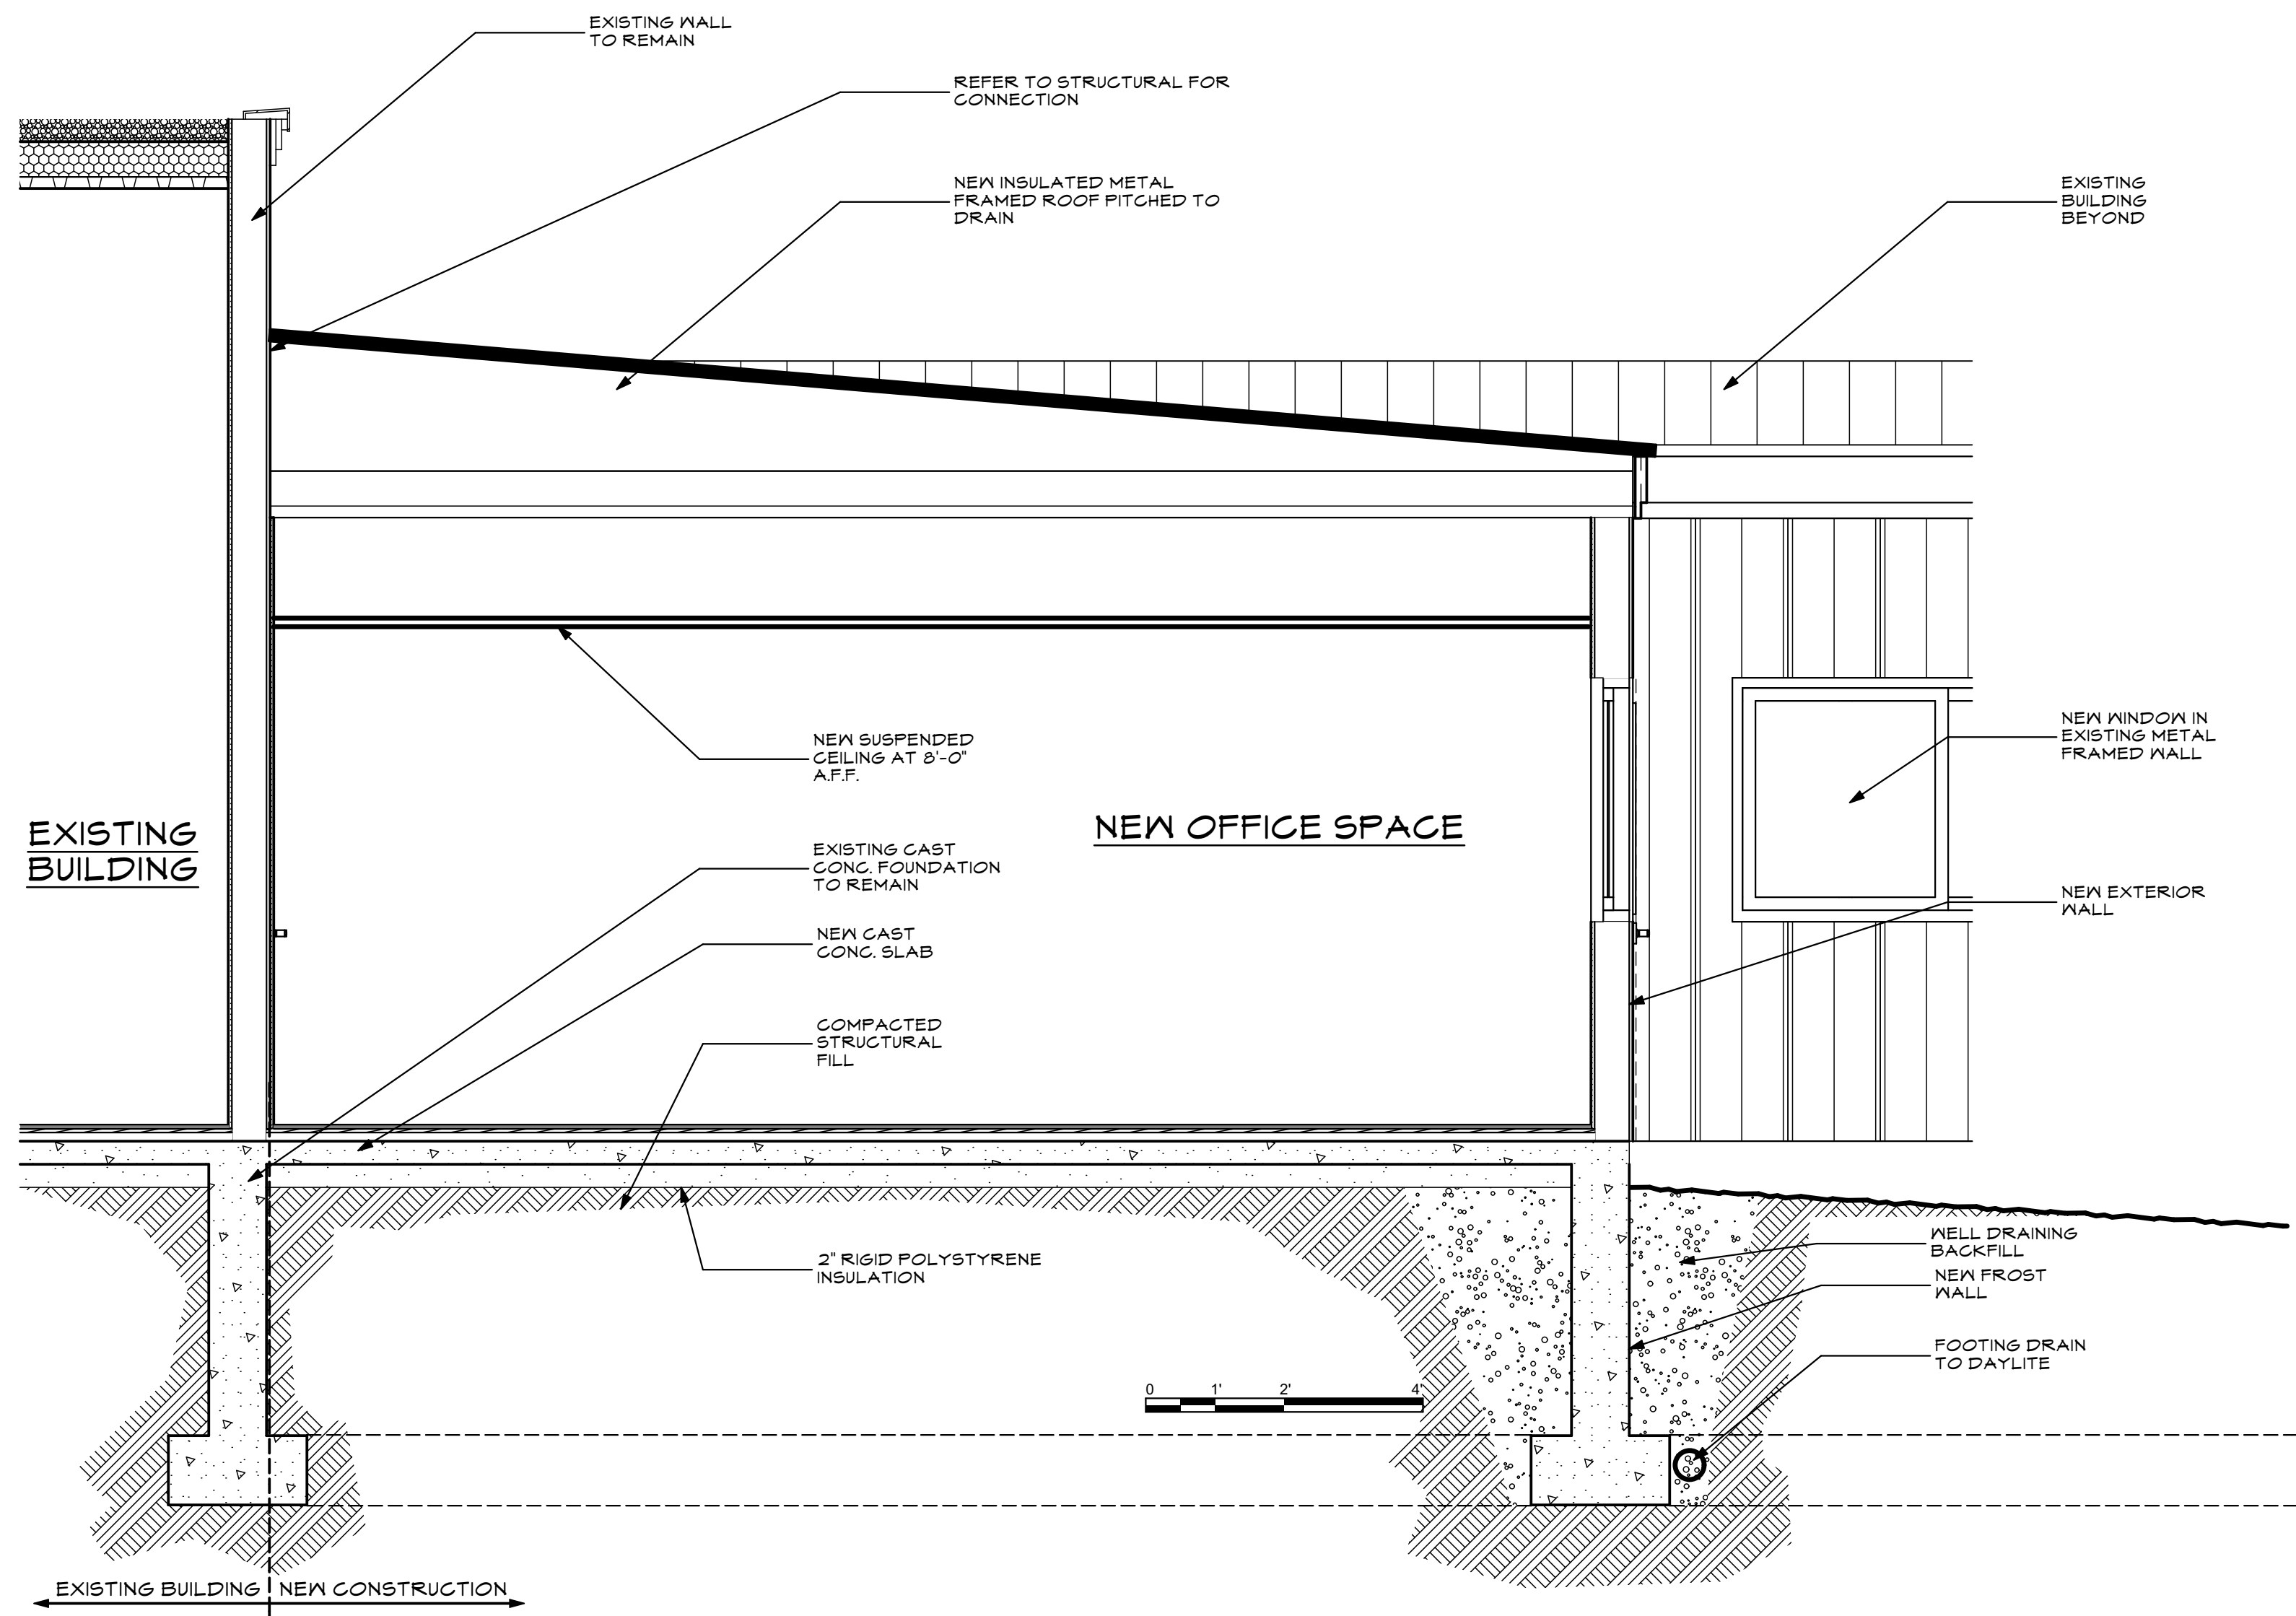 EXISTING WALL
TO REMAIN
REFER TO STRUCTURAL FOR
CONNECTION
NEW INSULATED METAL
FRAMED ROOF PITCHED TO
DRAIN
EXISTING
BUILDING
BEYOND
NEW SUSPENDED
CEILING AT 8'-0"
A.F.F.
NEW WINDOW IN
EXISTING METAL
FRAMED WALL
EXISTING
BUILDING
NEW OFFICE SPACE
EXISTING CAST
CONC. FOUNDATION
TO REMAIN
NEW EXTERIOR
WALL
NEW CAST
CONC. SLAB
COMPACTED
STRUCTURAL
FILL
2" RIGID POLYSTYRENE
INSULATION
WELL DRAINING
BACKFILL
NEW FROST
WALL
FOOTING DRAIN
TO DAYLITE
0 1' 2' 4'
EXISTING BUILDING NEW CONSTRUCTION